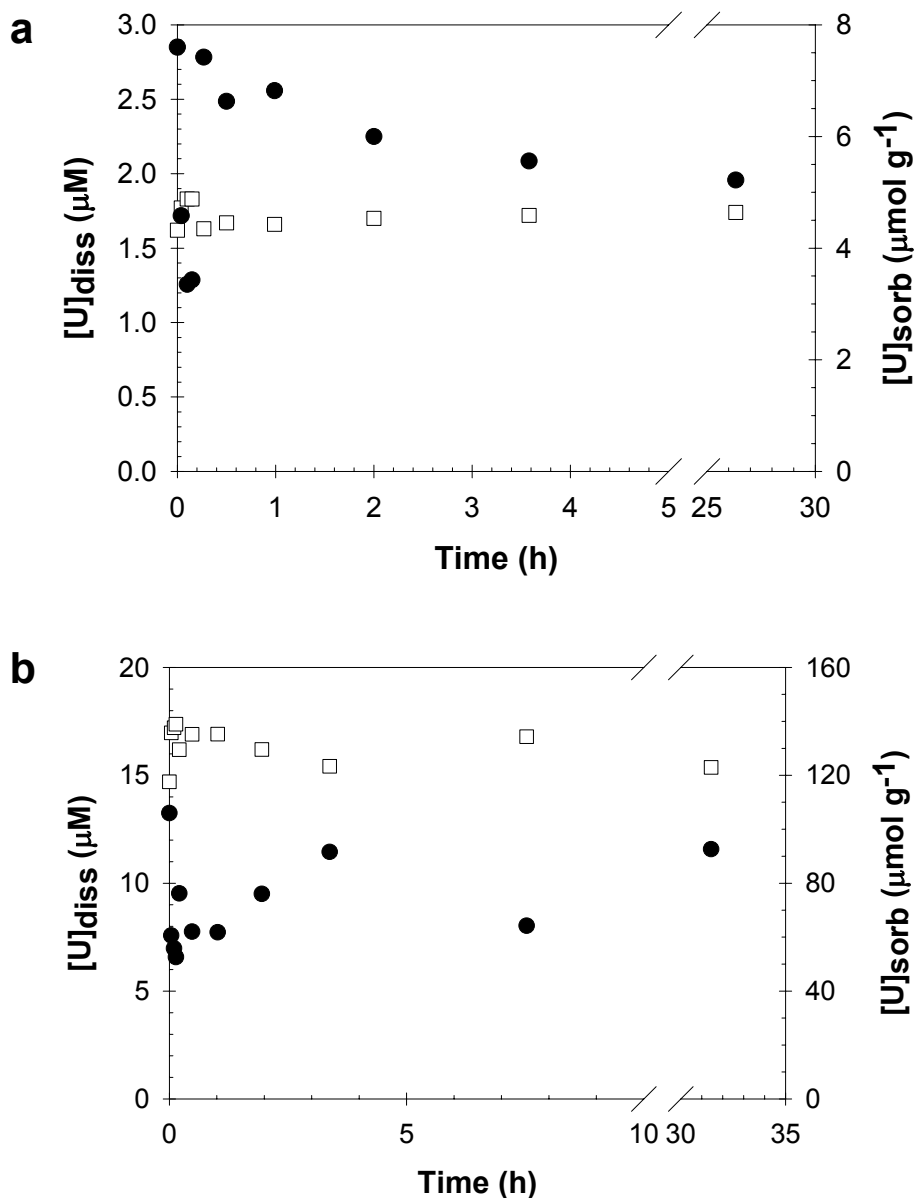 a
3.0
2.5
2.0
1.5
1.0
0.5
0.0
[U]diss (μM)
8
6
4
2
0
[U]sorb (μmol g-1)
0 1 2 3 4 5 25 30
Time (h)
b
20
15
10
5
0
[U]diss (μM)
160
120
80
40
0
[U]sorb (μmol g-1)
0 5 10 30 35
Time (h)